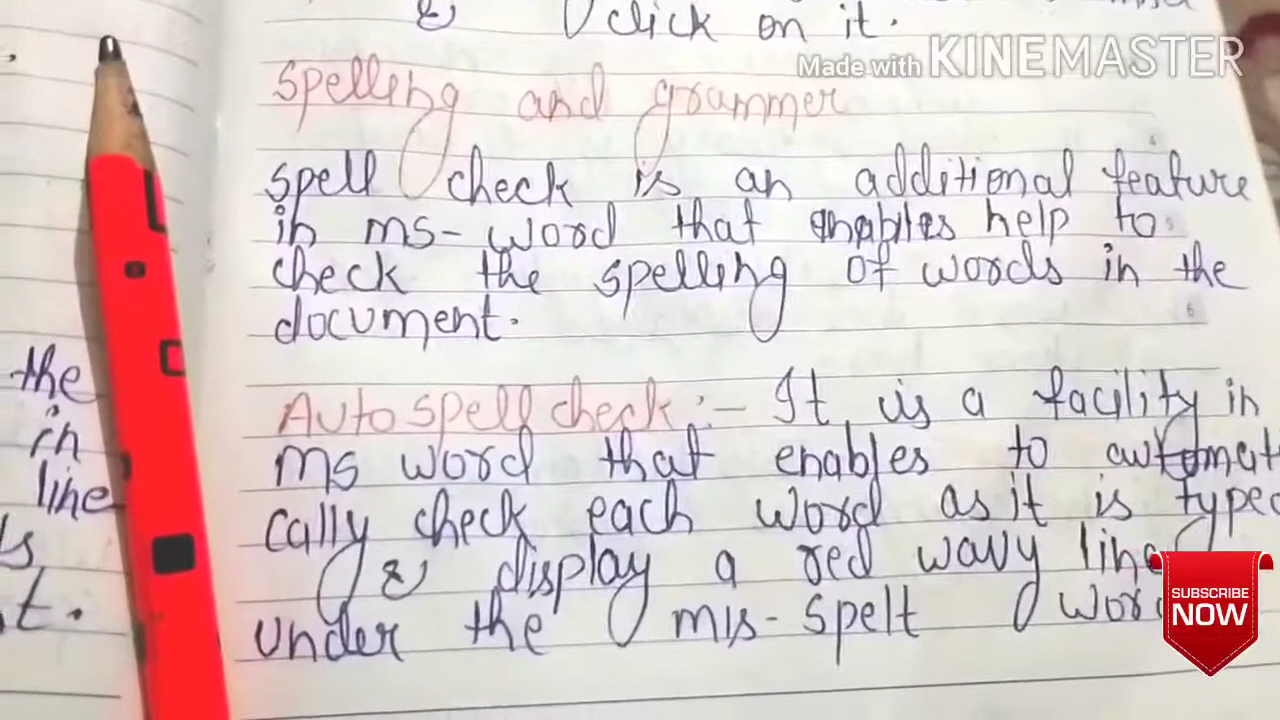 & click on it.
Made with KINEMASTER
Spelling and grammer
spell check is an additional feature
in ms-word that enables help to
check the spelling of words in the
document.
Auto spell check :- It is a facility in
ms word that enables to automati
cally check each word as it is typed
& display a red wavy line
under the mis-spelt word
the
in
line
SUBSCRIBE
NOW